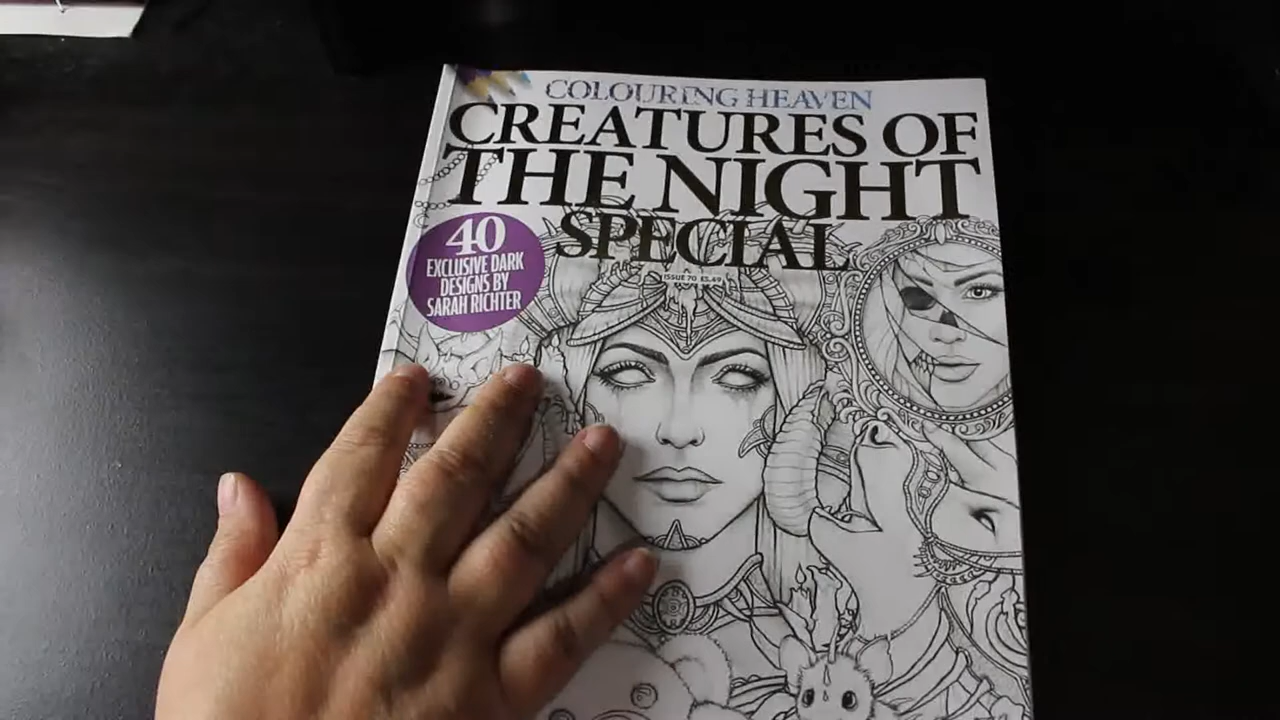 COLOURING HEAVEN
CREATURES OF
THE NIGHT
SPECIAL
ISSUE 70 £5.49
40
EXCLUSIVE DARK
DESIGNS BY
SARAH RICHTER